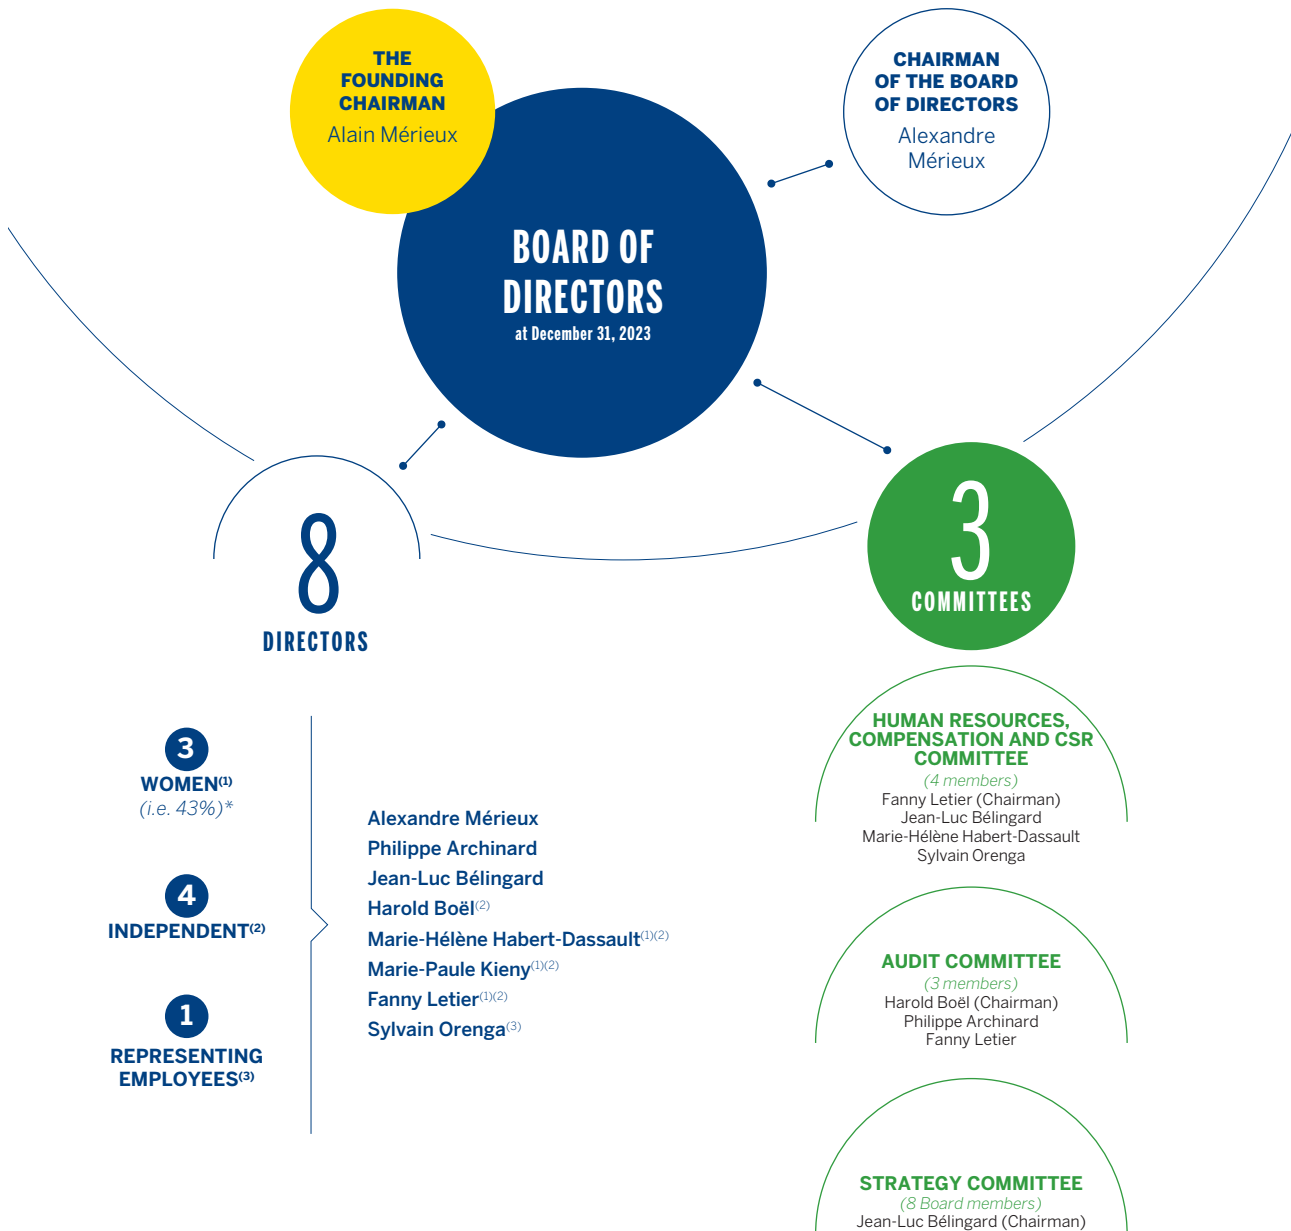 THE
FOUNDING
CHAIRMAN
Alain Mérieux
CHAIRMAN
OF THE BOARD
OF DIRECTORS
Alexandre
Mérieux
BOARD OF
DIRECTORS
at December 31, 2023
8
DIRECTORS
3
COMMITTEES
3
WOMEN(1)
(i.e. 43%)*
4
INDEPENDENT(2)
1
REPRESENTING
EMPLOYEES(3)
Alexandre Mérieux
Philippe Archinard
Jean-Luc Bélingard
Harold Boël(2)
Marie-Hélène Habert-Dassault(1)(2)
Marie-Paule Kieny(1)(2)
Fanny Letier(1)(2)
Sylvain Orenga(3)
HUMAN RESOURCES,
COMPENSATION AND CSR
COMMITTEE
(4 members)
Fanny Letier (Chairman)
Jean-Luc Bélingard
Marie-Hélène Habert-Dassault
Sylvain Orenga
AUDIT COMMITTEE
(3 members)
Harold Boël (Chairman)
Philippe Archinard
Fanny Letier
STRATEGY COMMITTEE
(8 Board members)
Jean-Luc Bélingard (Chairman)